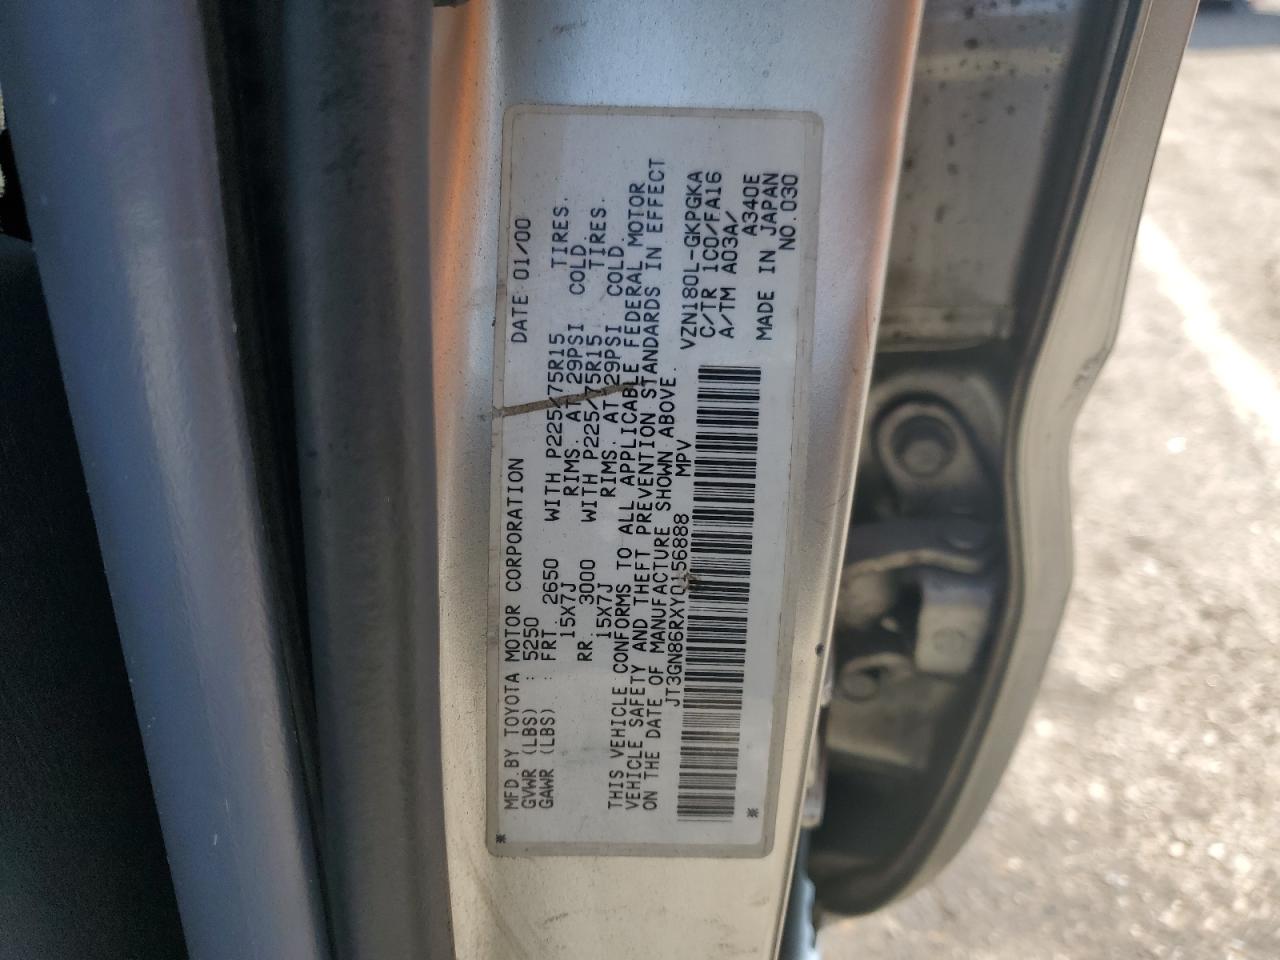 MFD. BY TOYOTA MOTOR CORPORATION DATE 01/00
GVWR (LBS) : 5250
GAWR (LBS) : FRT. 2650 WITH P225/75R15 TIRES.
15X7J RIMS. AT 29PSI COLD.
RR. 3000 WITH P225/75R15 TIRES.
15X7J RIMS. AT 29PSI COLD.
THIS VEHICLE CONFORMS TO ALL APPLICABLE FEDERAL MOTOR
VEHICLE SAFETY AND THEFT PREVENTION STANDARDS IN EFFECT
ON THE DATE OF MANUFACTURE SHOWN ABOVE.
JT3GN86RXY0156888 MPV VZN180L-GKPGKA
C/TR 1C0/FA16
A/TM A03A/ A340E
MADE IN JAPAN
NO.030